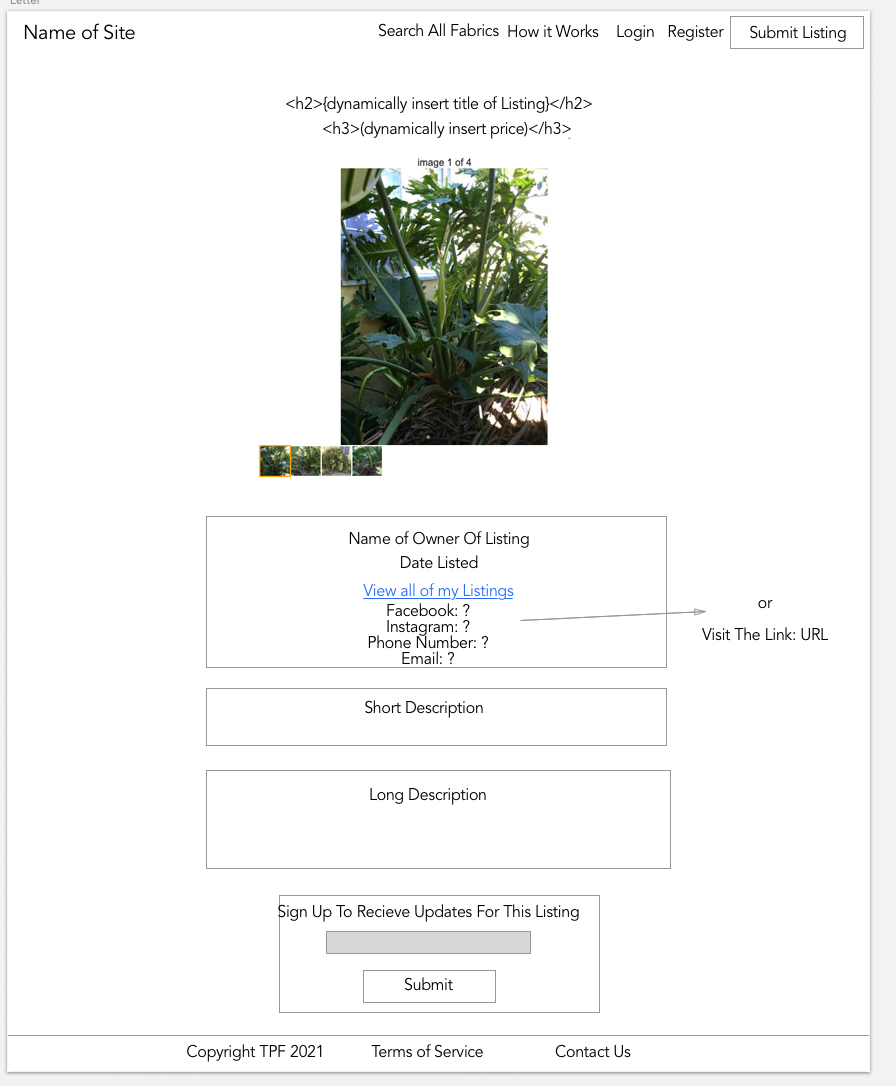 Letter
Name of Site
Search All Fabrics How it Works Login Register Submit Listing
<h2>{dynamically insert title of Listing}</h2>
<h3>(dynamically insert price)</h3>
image 1 of 4
Name of Owner Of Listing
Date Listed
View all of my Listings
Facebook: ?
Instagram: ?
Phone Number: ?
Email: ?
or
Visit The Link: URL
Short Description
Long Description
Sign Up To Recieve Updates For This Listing
Submit
Copyright TPF 2021 Terms of Service Contact Us